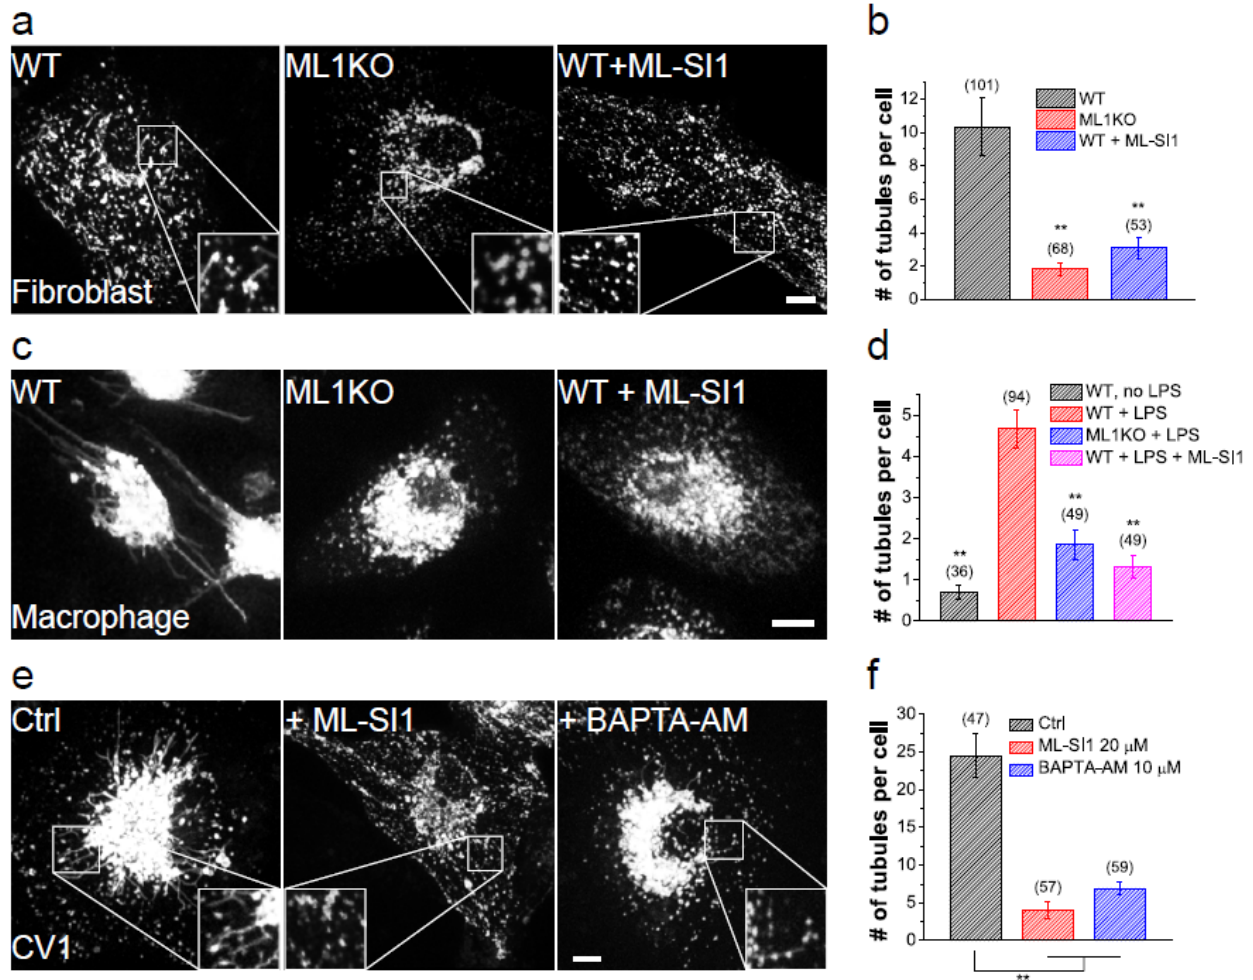 a
WT
ML1KO
WT+ML-SI1
Fibroblast
b
# of tubules per cell
12
10
8
6
4
2
0
(101)
**
(68)
**
(53)
WT
ML1KO
WT + ML-SI1
c
WT
ML1KO
WT + ML-SI1
Macrophage
d
# of tubules per cell
5
4
3
2
1
0
**
(36)
(94)
**
(49)
**
(49)
WT, no LPS
WT + LPS
ML1KO + LPS
WT + LPS + ML-SI1
e
Ctrl
+ ML-SI1
+ BAPTA-AM
CV1
f
# of tubules per cell
30
25
20
15
10
5
0
(47)
(57)
(59)
Ctrl
ML-SI1 20 μM
BAPTA-AM 10 μM
**